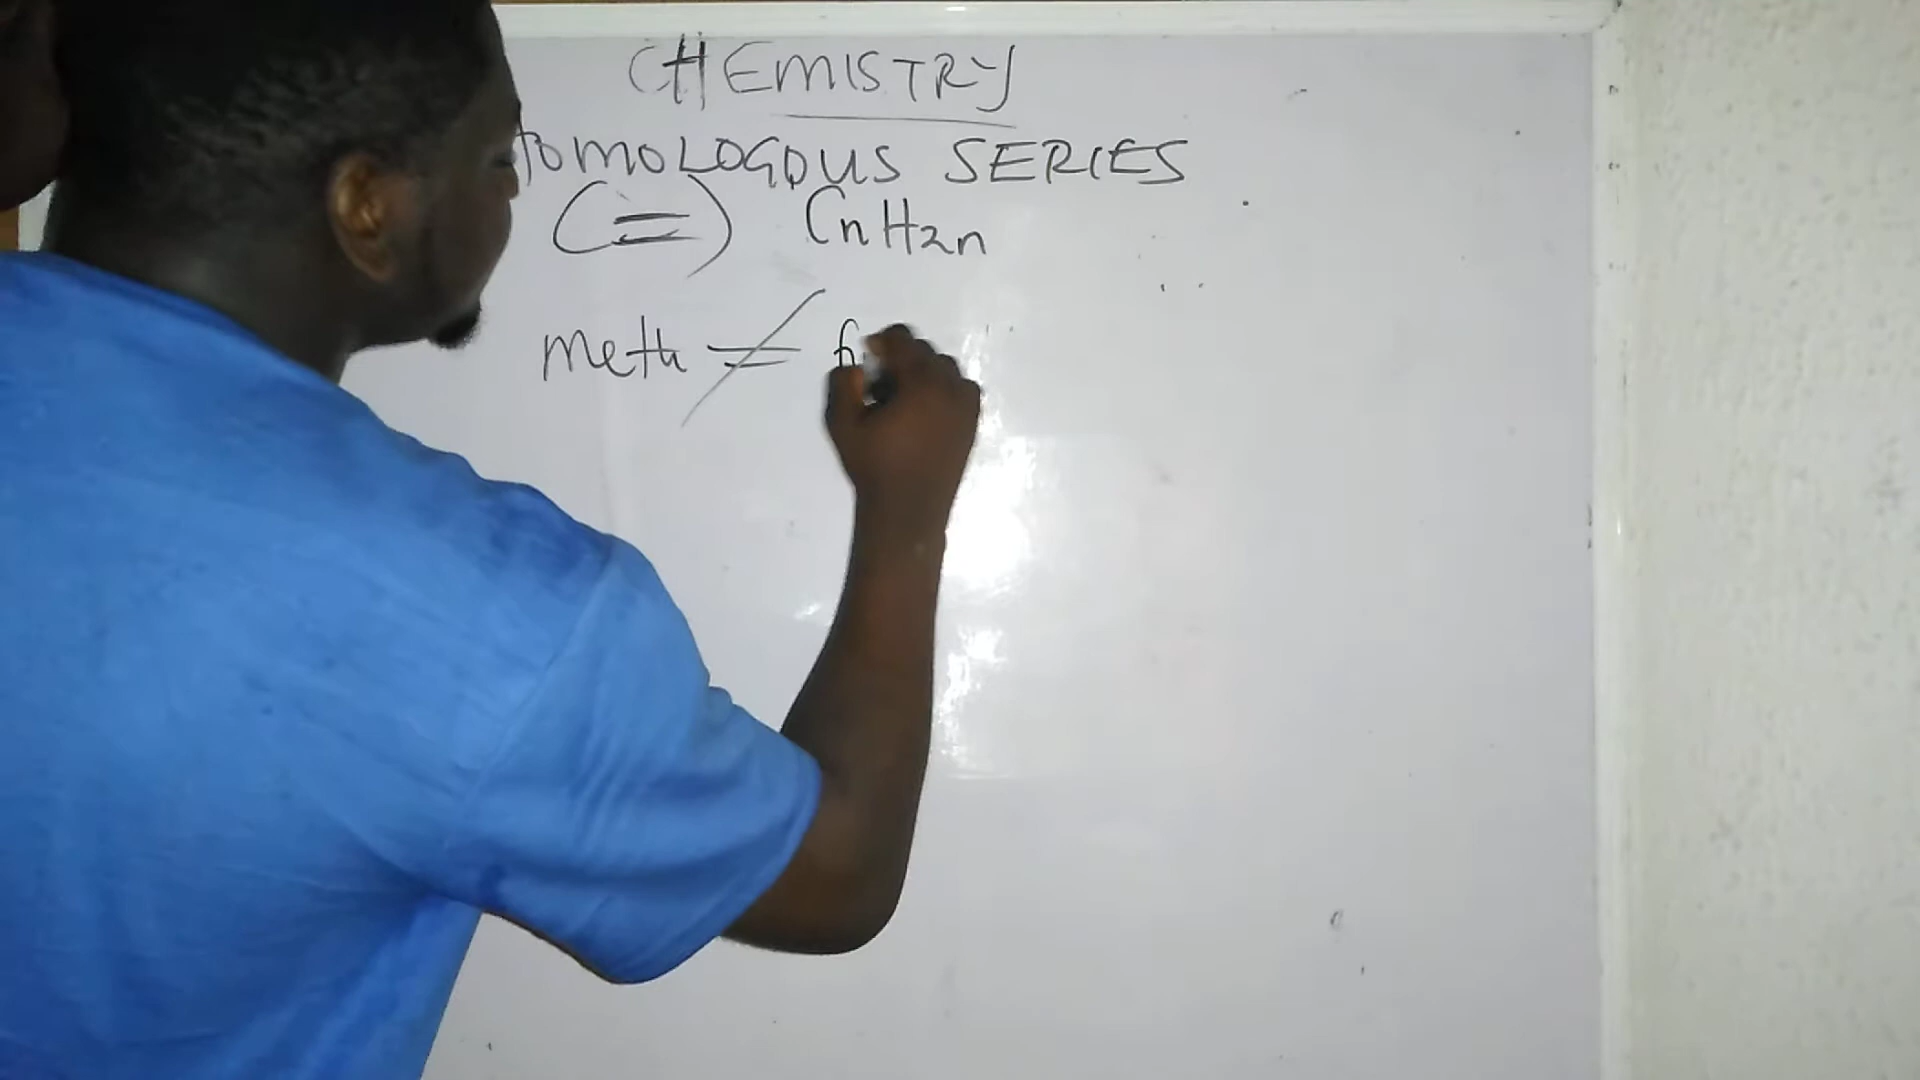 CHEMISTRY
HOMOLOGOUS SERIES
(=) CnH2n
Meth ≠